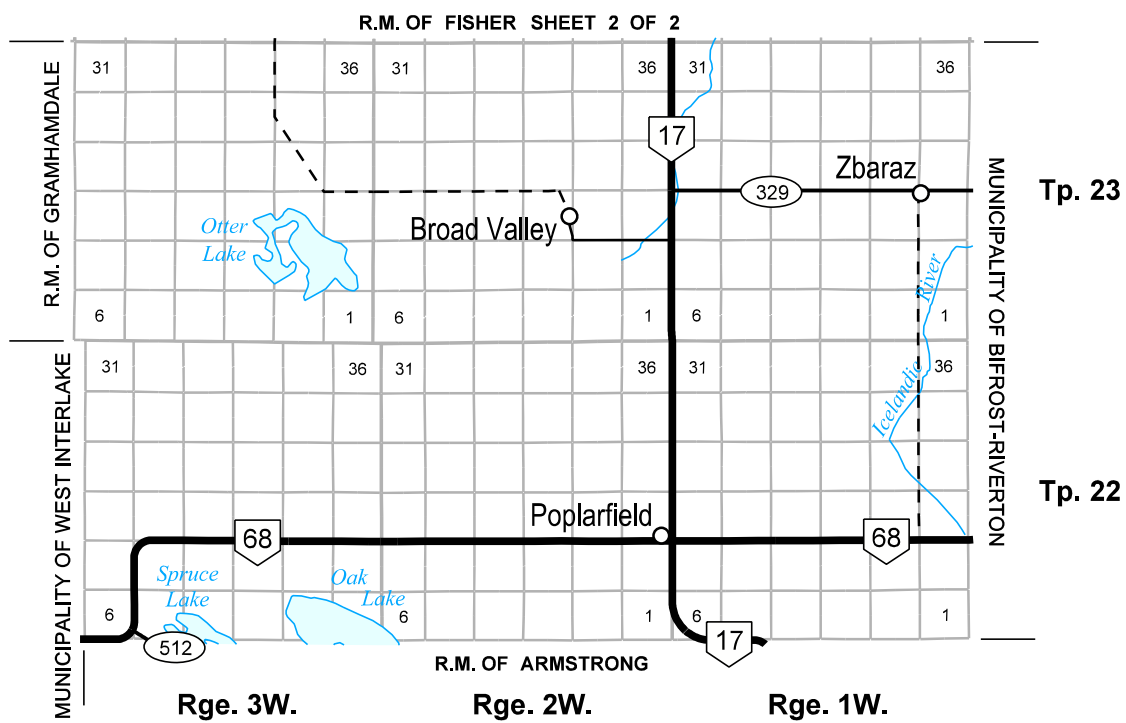 R.M. OF FISHER SHEET 2 OF 2
31 36 31 36 31 36
R.M. OF GRAMHAMDALE
17
MUNICIPALITY OF BIFROST-RIVERTON
Zbaraz
329
Tp. 23
Otter
Lake
Broad Valley
Icelandic River
6 1 6 1 6 1
31 36 31 36 31 36
MUNICIPALITY OF WEST INTERLAKE
Tp. 22
Poplarfield
68 68
Spruce
Lake
Oak
Lake
6 6 1 6 1
512
17
R.M. OF ARMSTRONG
Rge. 3W. Rge. 2W. Rge. 1W.